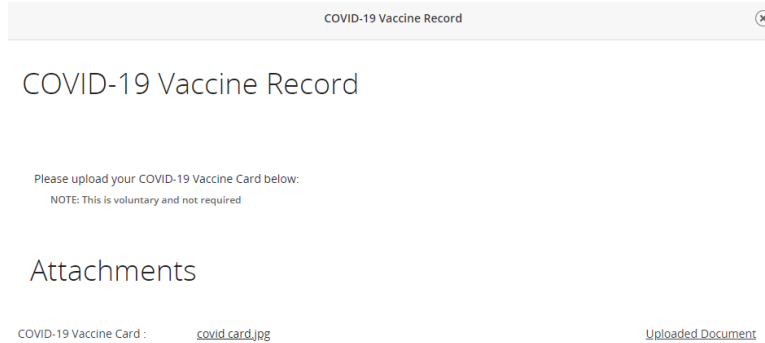 COVID-19 Vaccine Record
COVID-19 Vaccine Record
Please upload your COVID-19 Vaccine Card below:
NOTE: This is voluntary and not required
Attachments
COVID-19 Vaccine Card : covid card.jpg Uploaded Document